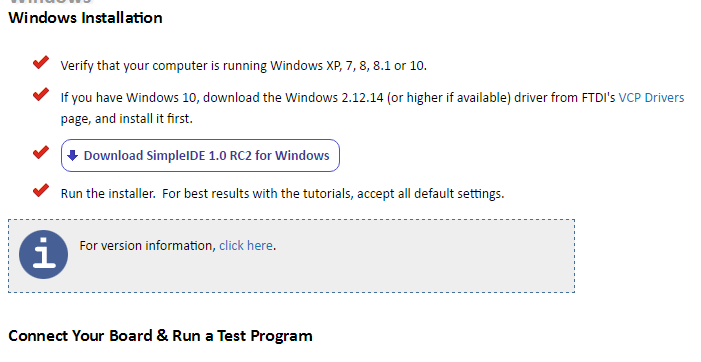 Windows
Windows Installation
Verify that your computer is running Windows XP, 7, 8, 8.1 or 10.
If you have Windows 10, download the Windows 2.12.14 (or higher if available) driver from FTDI's VCP Drivers
page, and install it first.
Download SimpleIDE 1.0 RC2 for Windows
Run the installer.  For best results with the tutorials, accept all default settings.
For version information, click here.
Connect Your Board & Run a Test Program